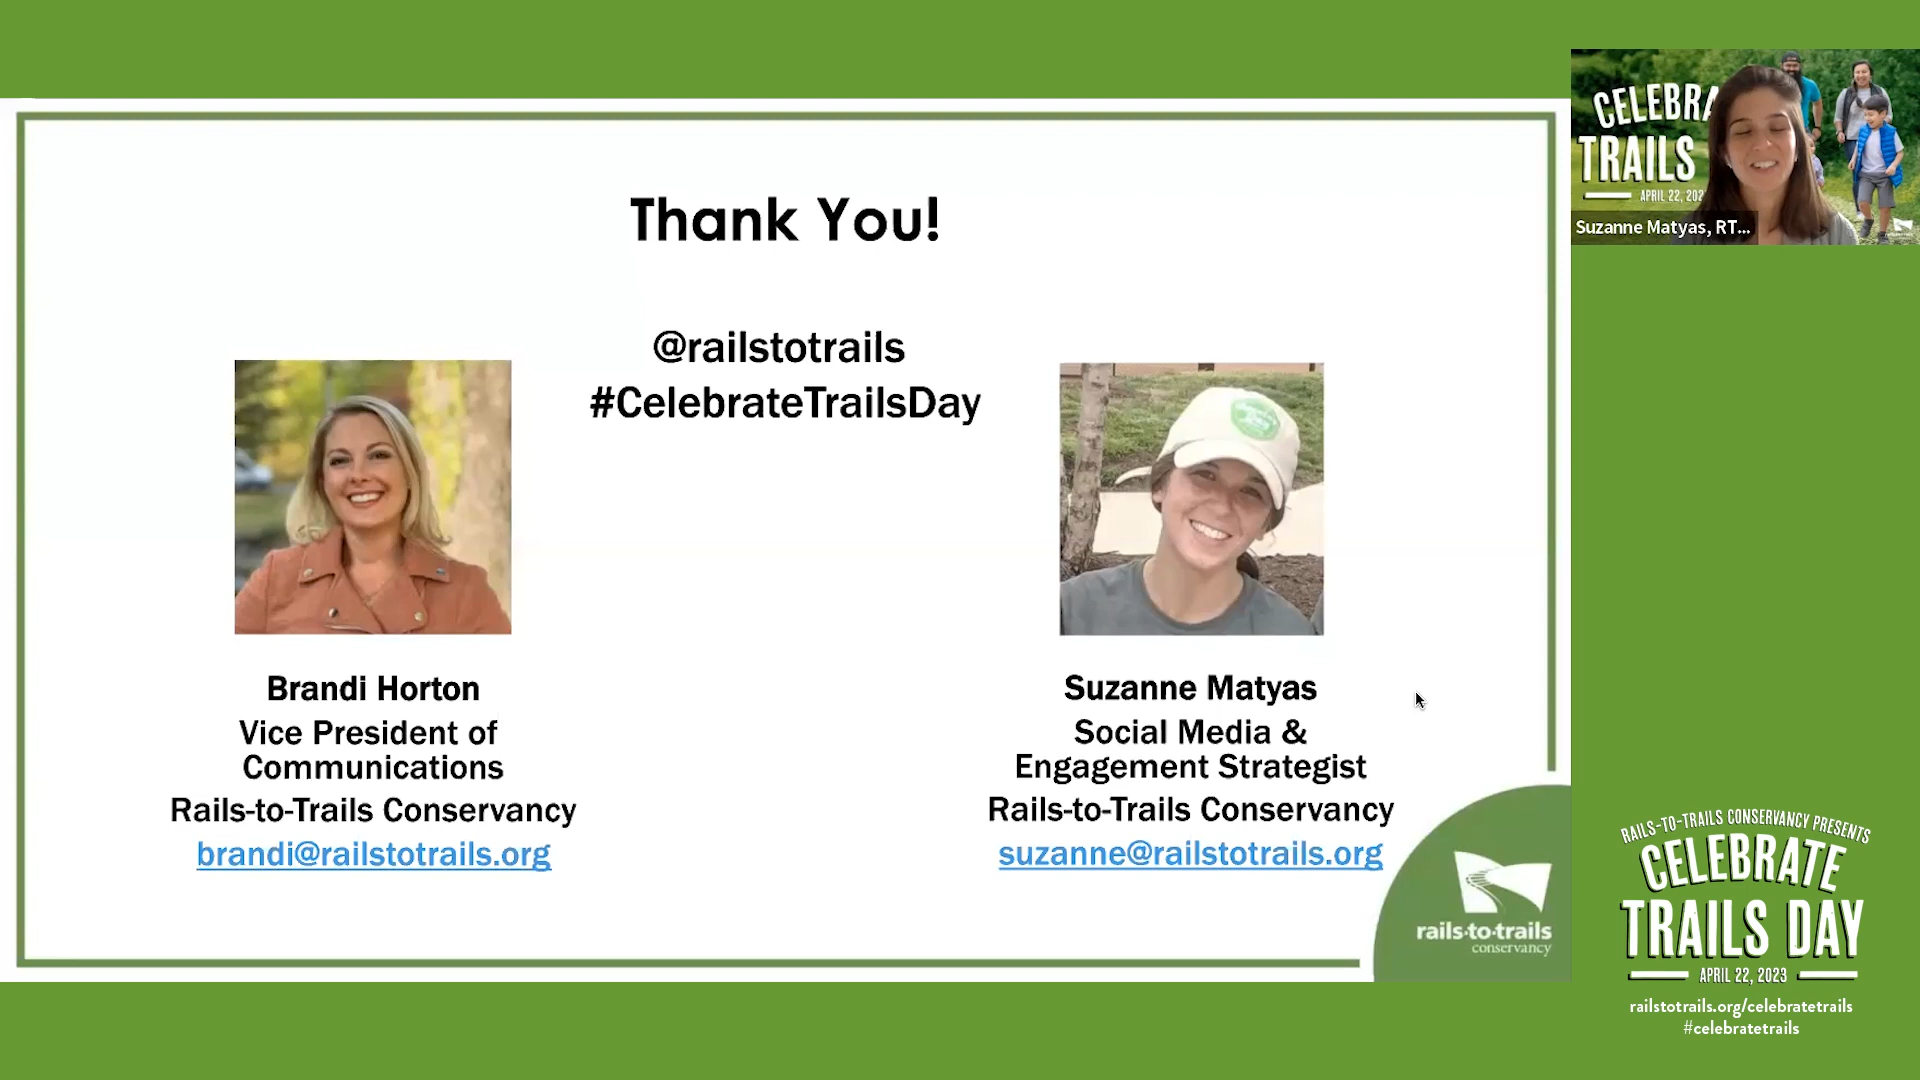 Thank You!
@railstotrails
#CelebrateTrailsDay
Brandi Horton
Vice President of
Communications
Rails-to-Trails Conservancy
brandi@railstotrails.org
Suzanne Matyas
Social Media &
Engagement Strategist
Rails-to-Trails Conservancy
suzanne@railstotrails.org
rails-to-trails
conservancy
CELEBRA
TRAILS
APRIL 22, 202
Suzanne Matyas, RT...
RAILS-TO-TRAILS CONSERVANCY PRESENTS
CELEBRATE
TRAILS DAY
APRIL 22, 2023
railstotrails.org/celebratetrails
#celebratetrails